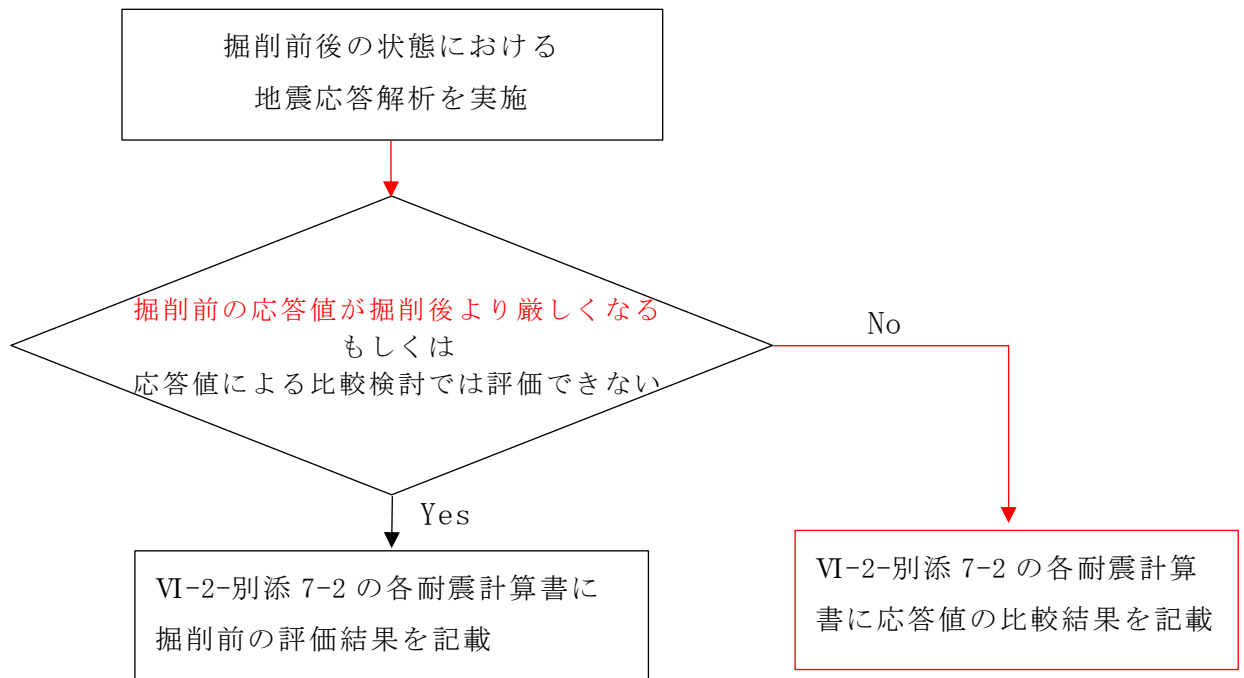 掘削前後の状態における
地震応答解析を実施
掘削前の応答値が掘削後より厳しくなる
もしくは
応答値による比較検討では評価できない
No
Yes
Ⅵ-2-別添 7-2 の各耐震計算書に
掘削前の評価結果を記載
Ⅵ-2-別添 7-2 の各耐震計算
書に応答値の比較結果を記載